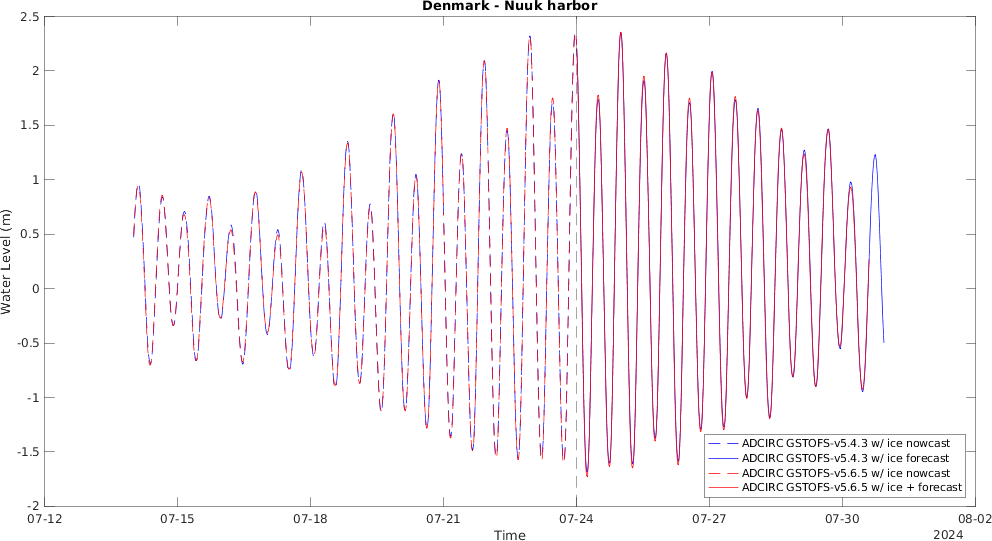 Denmark - Nuuk harbor
2.5
2
1.5
1
0.5
0
-0.5
-1
-1.5
-2
Water Level (m)
ADCIRC GSTOFS-v5.4.3 w/ ice nowcast
ADCIRC GSTOFS-v5.4.3 w/ ice forecast
ADCIRC GSTOFS-v5.6.5 w/ ice nowcast
ADCIRC GSTOFS-v5.6.5 w/ ice + forecast
07-12 07-15 07-18 07-21 07-24 07-27 07-30 08-02
Time
2024